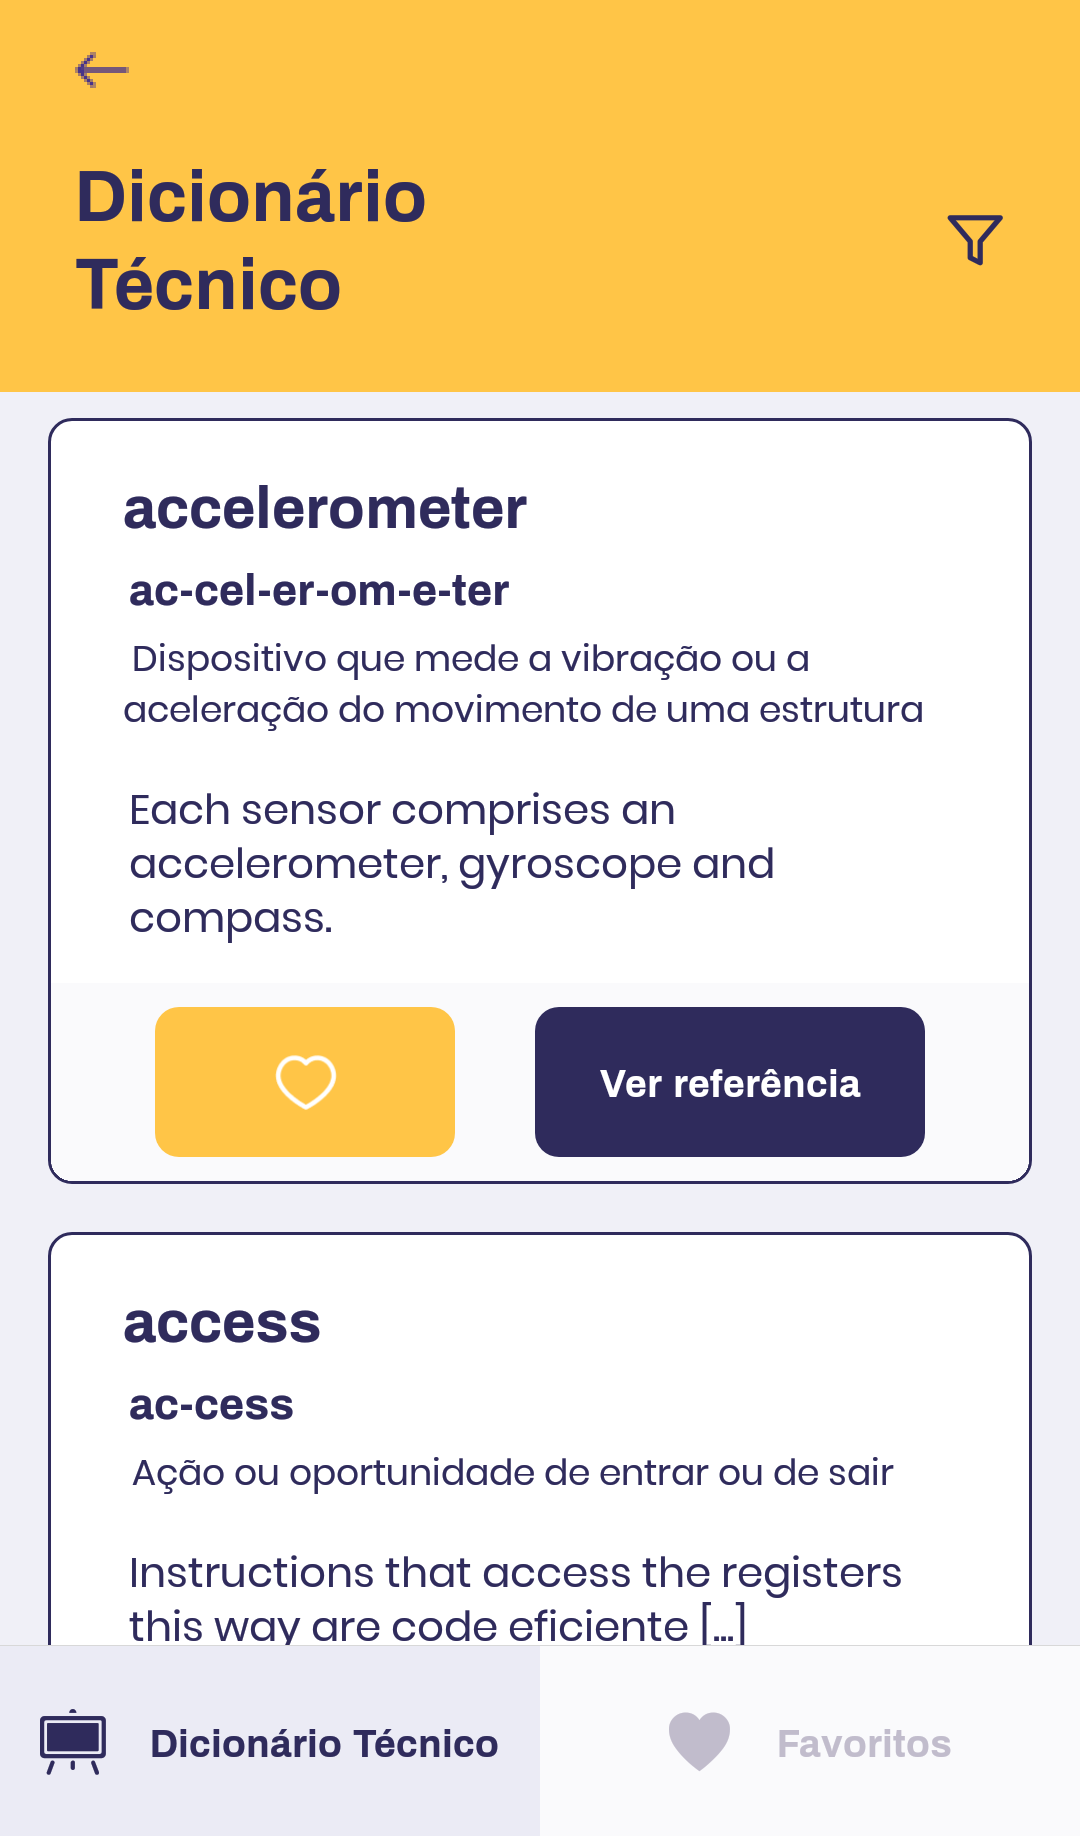 Dicionário
Técnico
accelerometer
ac-cel-er-om-e-ter
Dispositivo que mede a vibração ou a
aceleração do movimento de uma estrutura
Each sensor comprises an
accelerometer, gyroscope and
compass.
Ver referência
access
ac-cess
Ação ou oportunidade de entrar ou de sair
Instructions that access the registers
this way are code eficiente [...]
Dicionário Técnico
Favoritos